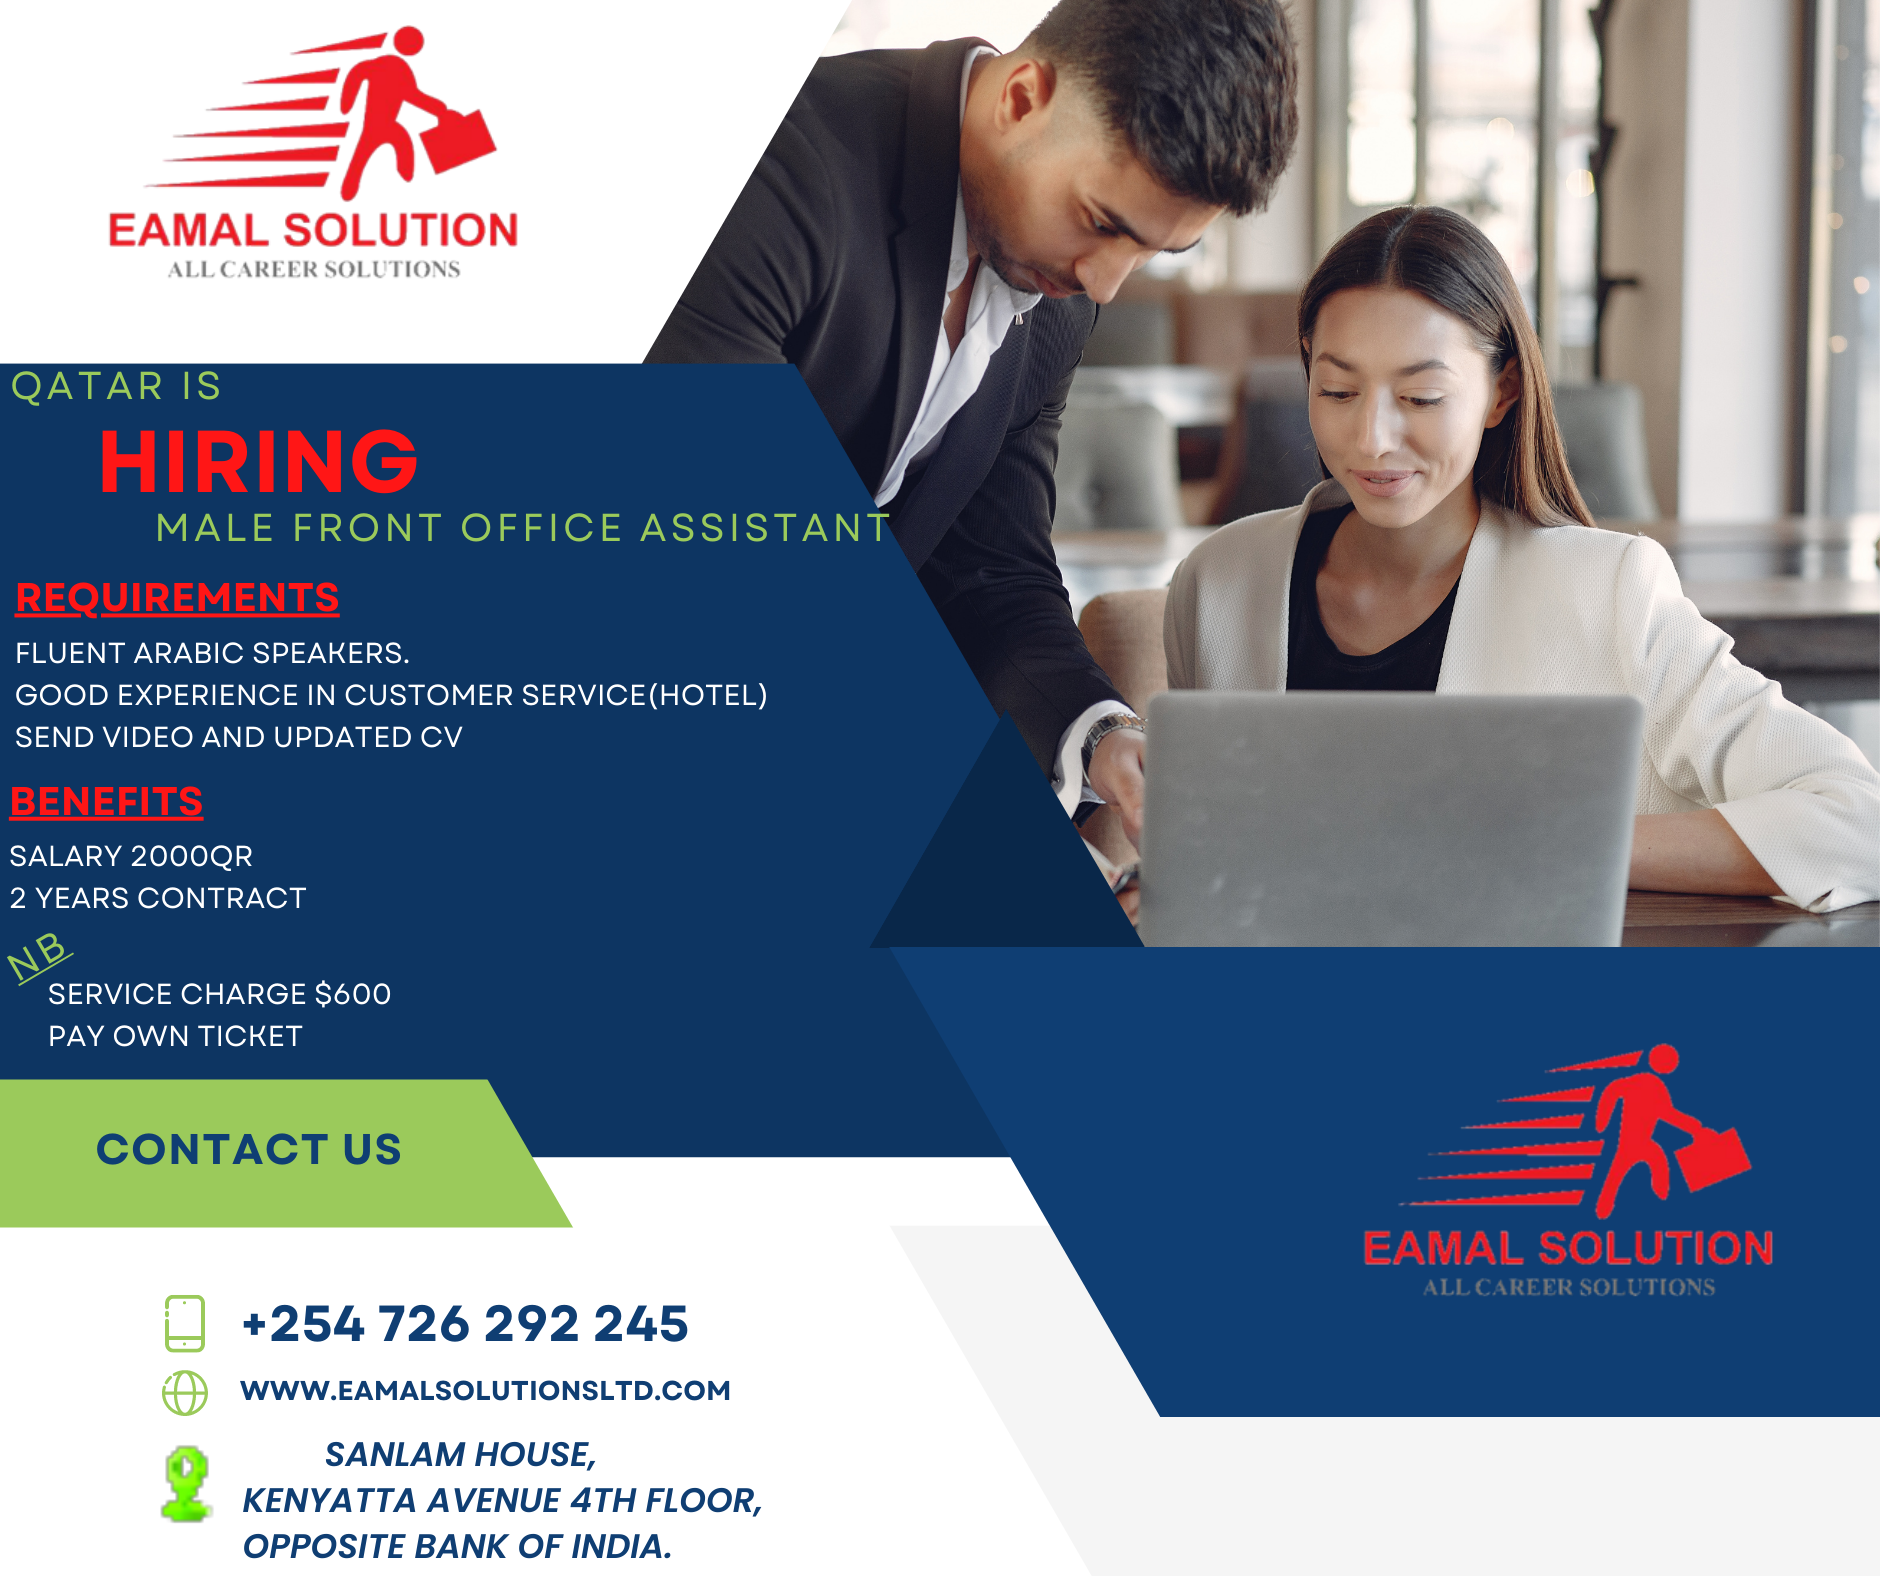 EAMAL SOLUTION
ALL CAREER SOLUTIONS
QATAR IS
HIRING
MALE FRONT OFFICE ASSISTANT
REQUIREMENTS
FLUENT ARABIC SPEAKERS.
GOOD EXPERIENCE IN CUSTOMER SERVICE(HOTEL)
SEND VIDEO AND UPDATED CV
BENEFITS
SALARY 2000QR
2 YEARS CONTRACT
NB
SERVICE CHARGE $600
PAY OWN TICKET
CONTACT US
+254 726 292 245
WWW.EAMALSOLUTIONSLTD.COM
SANLAM HOUSE,
KENYATTA AVENUE 4TH FLOOR,
OPPOSITE BANK OF INDIA.
EAMAL SOLUTION
ALL CAREER SOLUTIONS